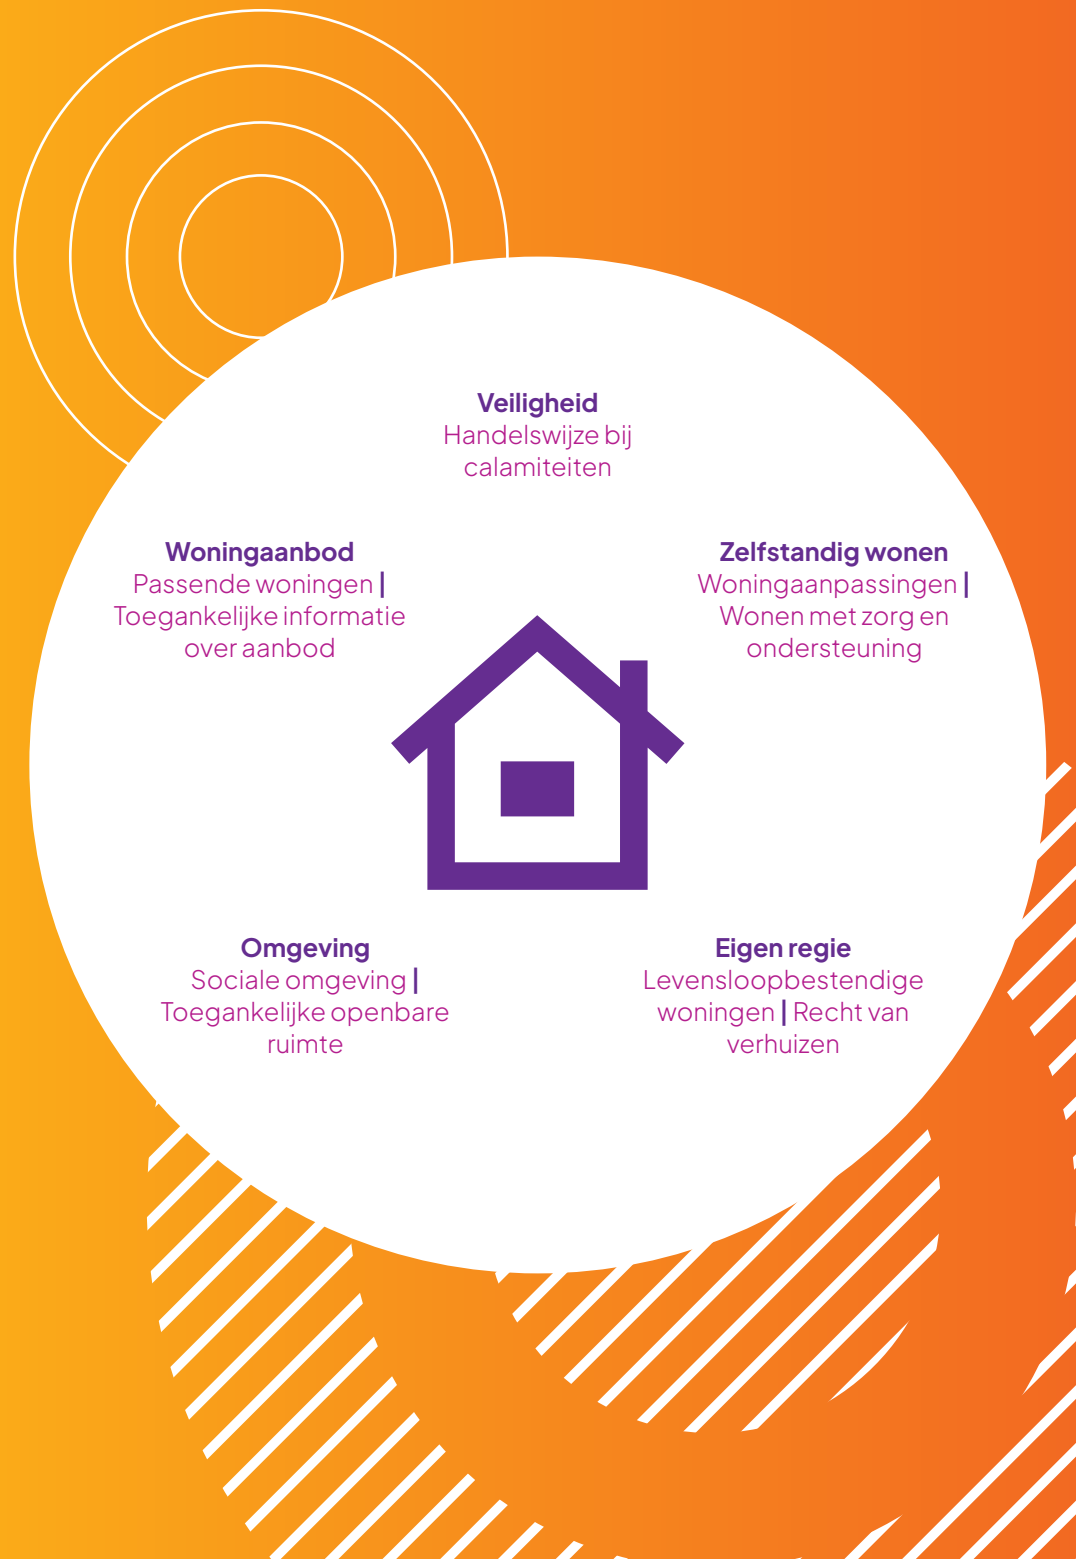 Veiligheid
Handelswijze bij
calamiteiten
Woningaanbod
Passende woningen |
Toegankelijke informatie
over aanbod
Zelfstandig wonen
Woningaanpassingen |
Wonen met zorg en
ondersteuning
Omgeving
Sociale omgeving |
Toegankelijke openbare
ruimte
Eigen regie
Levensloopbestendige
woningen | Recht van
verhuizen